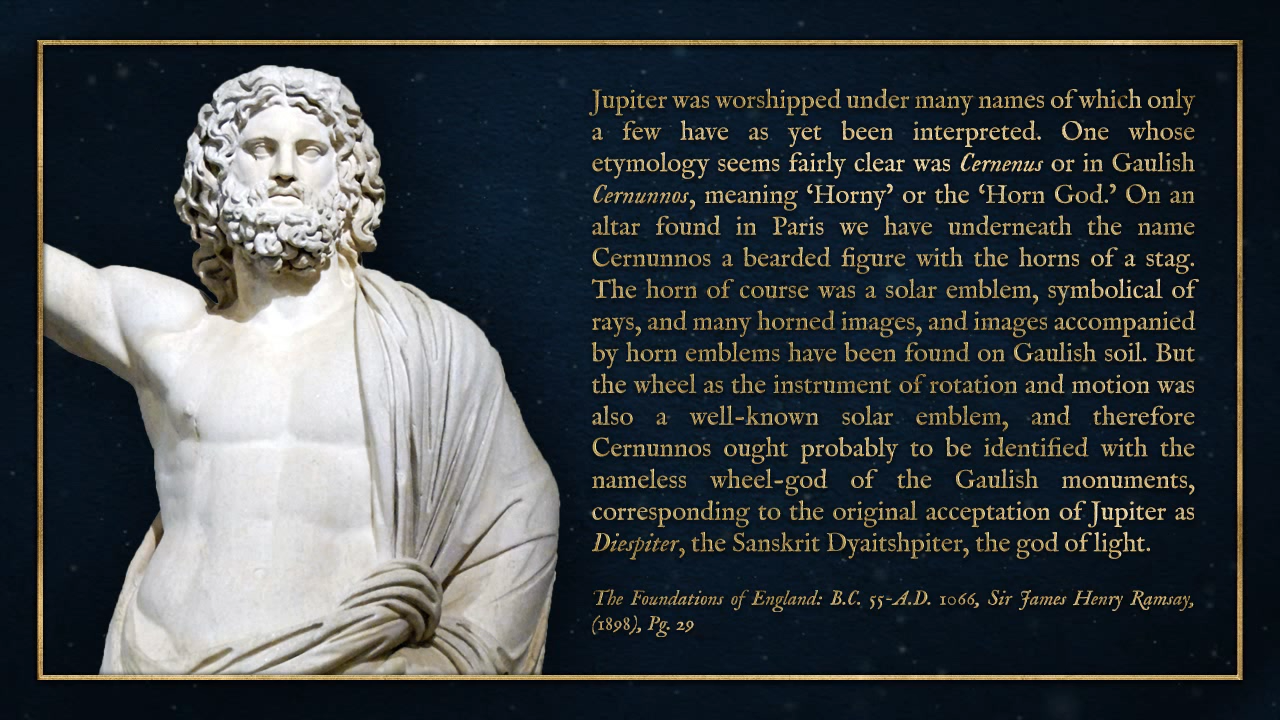 Jupiter was worshipped under many names of which only
a few have as yet been interpreted. One whose
etymology seems fairly clear was Cernenus or in Gaulish
Cernunnos, meaning ‘Horny’ or the ‘Horn God.’ On an
altar found in Paris we have underneath the name
Cernunnos a bearded figure with the horns of a stag.
The horn of course was a solar emblem, symbolical of
rays, and many horned images, and images accompanied
by horn emblems have been found on Gaulish soil. But
the wheel as the instrument of rotation and motion was
also a well-known solar emblem, and therefore
Cernunnos ought probably to be identified with the
nameless wheel-god of the Gaulish monuments,
corresponding to the original acceptation of Jupiter as
Diespiter, the Sanskrit Dyaitshpiter, the god of light.
The Foundations of England: B.C. 55-A.D. 1066, Sir James Henry Ramsay,
(1898), Pg. 29